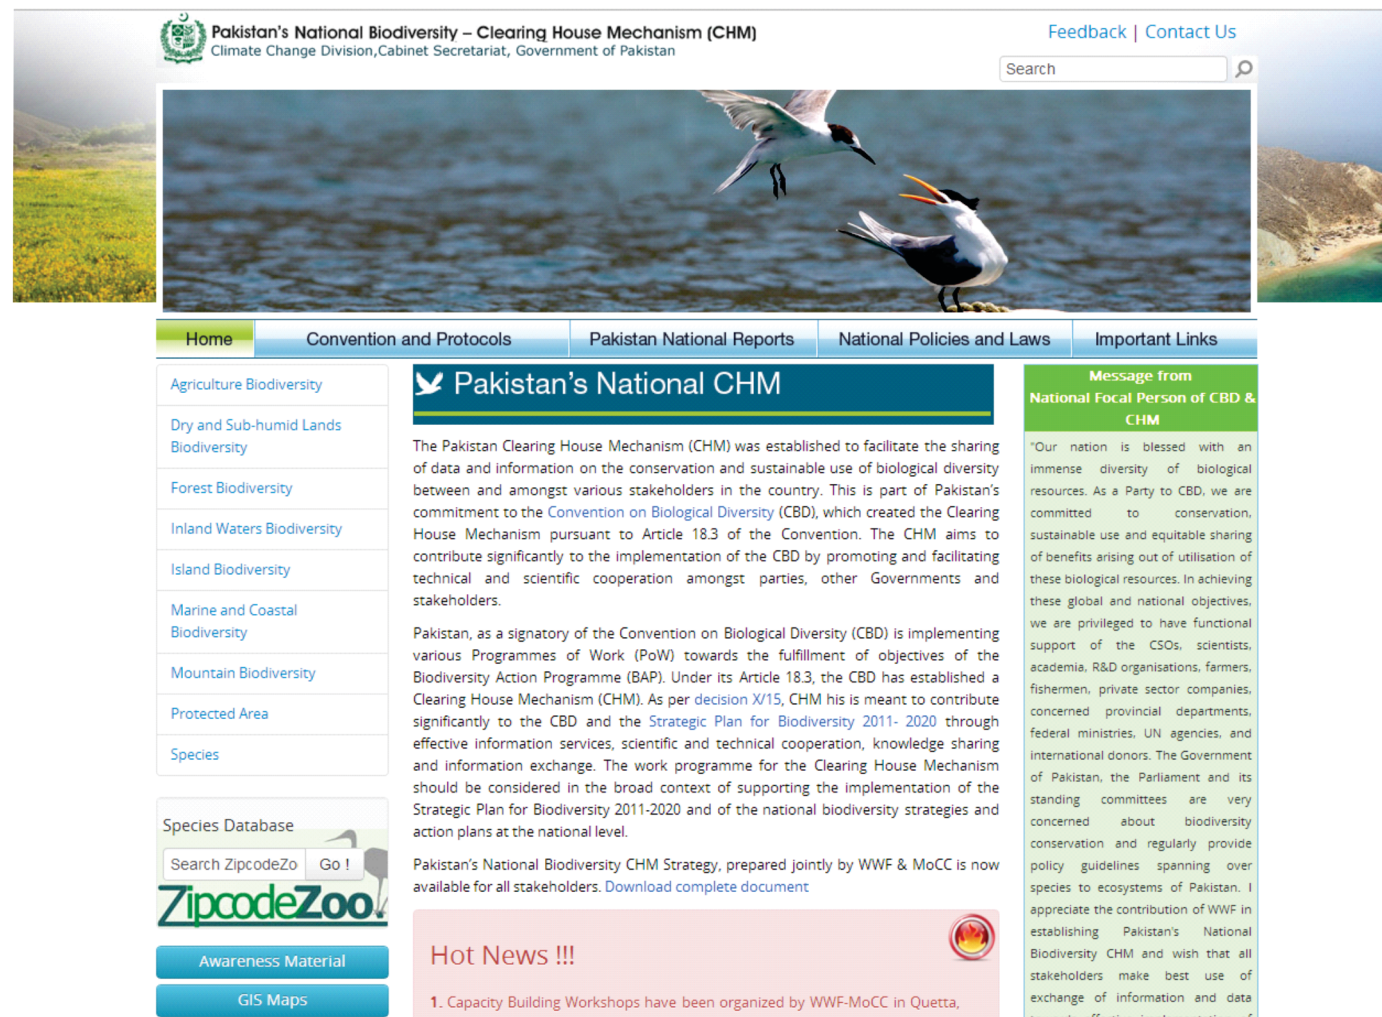 Pakistan's National Biodiversity – Clearing House Mechanism (CHM)
Climate Change Division,Cabinet Secretariat, Government of Pakistan
Feedback | Contact Us
Search
Home
Convention and Protocols
Pakistan National Reports
National Policies and Laws
Important Links
Agriculture Biodiversity
Dry and Sub-humid Lands
Biodiversity
Forest Biodiversity
Inland Waters Biodiversity
Island Biodiversity
Marine and Coastal
Biodiversity
Mountain Biodiversity
Protected Area
Species
Species Database
Search ZipcodeZo
Go !
ZipcodeZoo.
Awareness Material
GIS Maps
Pakistan's National CHM
The Pakistan Clearing House Mechanism (CHM) was established to facilitate the sharing
of data and information on the conservation and sustainable use of biological diversity
between and amongst various stakeholders in the country. This is part of Pakistan's
commitment to the Convention on Biological Diversity (CBD), which created the Clearing
House Mechanism pursuant to Article 18.3 of the Convention. The CHM aims to
contribute significantly to the implementation of the CBD by promoting and facilitating
technical and scientific cooperation amongst parties, other Governments and
stakeholders.
Pakistan, as a signatory of the Convention on Biological Diversity (CBD) is implementing
various Programmes of Work (PoW) towards the fulfillment of objectives of the
Biodiversity Action Programme (BAP). Under its Article 18.3, the CBD has established a
Clearing House Mechanism (CHM). As per decision X/15, CHM his is meant to contribute
significantly to the CBD and the Strategic Plan for Biodiversity 2011- 2020 through
effective information services, scientific and technical cooperation, knowledge sharing
and information exchange. The work programme for the Clearing House Mechanism
should be considered in the broad context of supporting the implementation of the
Strategic Plan for Biodiversity 2011-2020 and of the national biodiversity strategies and
action plans at the national level.
Pakistan's National Biodiversity CHM Strategy, prepared jointly by WWF & MoCC is now
available for all stakeholders. Download complete document
Hot News !!!
1. Capacity Building Workshops have been organized by WWF-MoCC in Quetta,
Message from
National Focal Person of CBD &
CHM
"Our nation is blessed with an
immense diversity of biological
resources. As a Party to CBD, we are
committed to conservation,
sustainable use and equitable sharing
of benefits arising out of utilisation of
these biological resources. In achieving
these global and national objectives,
we are privileged to have functional
support of the CSOs, scientists,
academia, R&D organisations, farmers,
fishermen, private sector companies,
concerned provincial departments,
federal ministries, UN agencies, and
international donors. The Government
of Pakistan, the Parliament and its
standing committees are very
concerned about biodiversity
conservation and regularly provide
policy guidelines spanning over
species to ecosystems of Pakistan. I
appreciate the contribution of WWF in
establishing Pakistan's National
Biodiversity CHM and wish that all
stakeholders make best use of
exchange of information and data